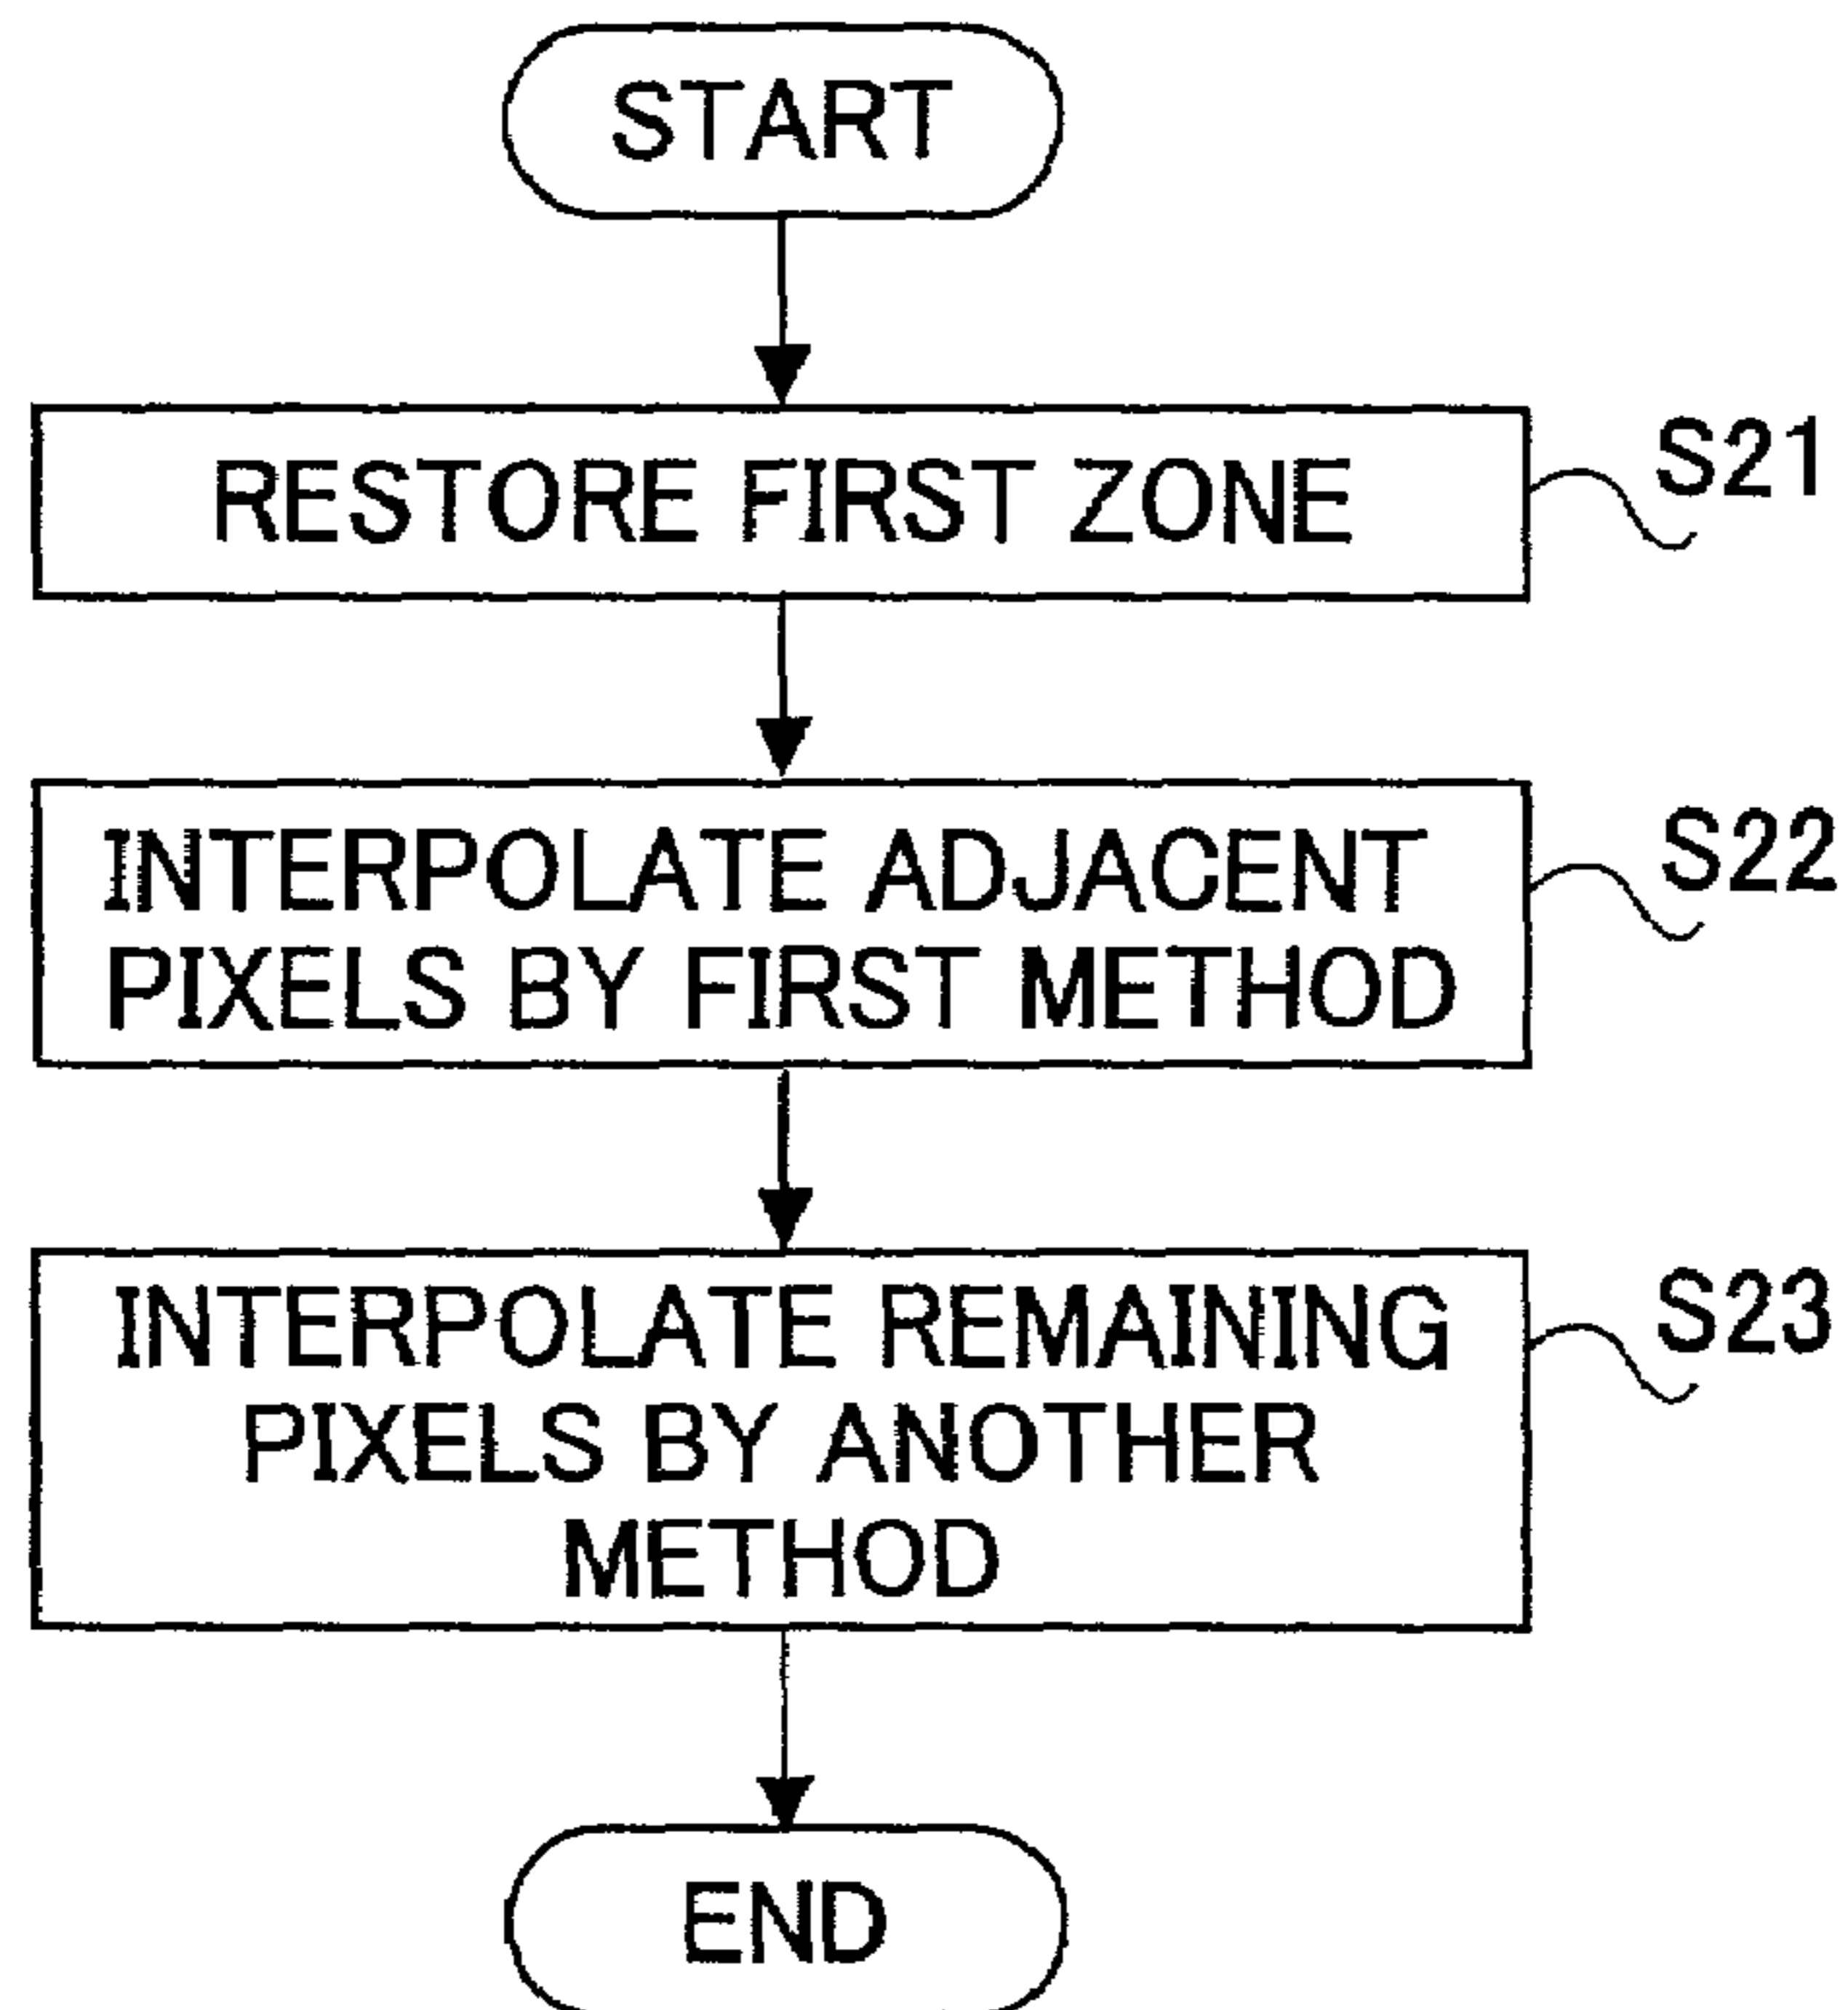 START
RESTORE FIRST ZONE
S21
INTERPOLATE ADJACENT
PIXELS BY FIRST METHOD
S22
INTERPOLATE REMAINING
PIXELS BY ANOTHER
METHOD
S23
END